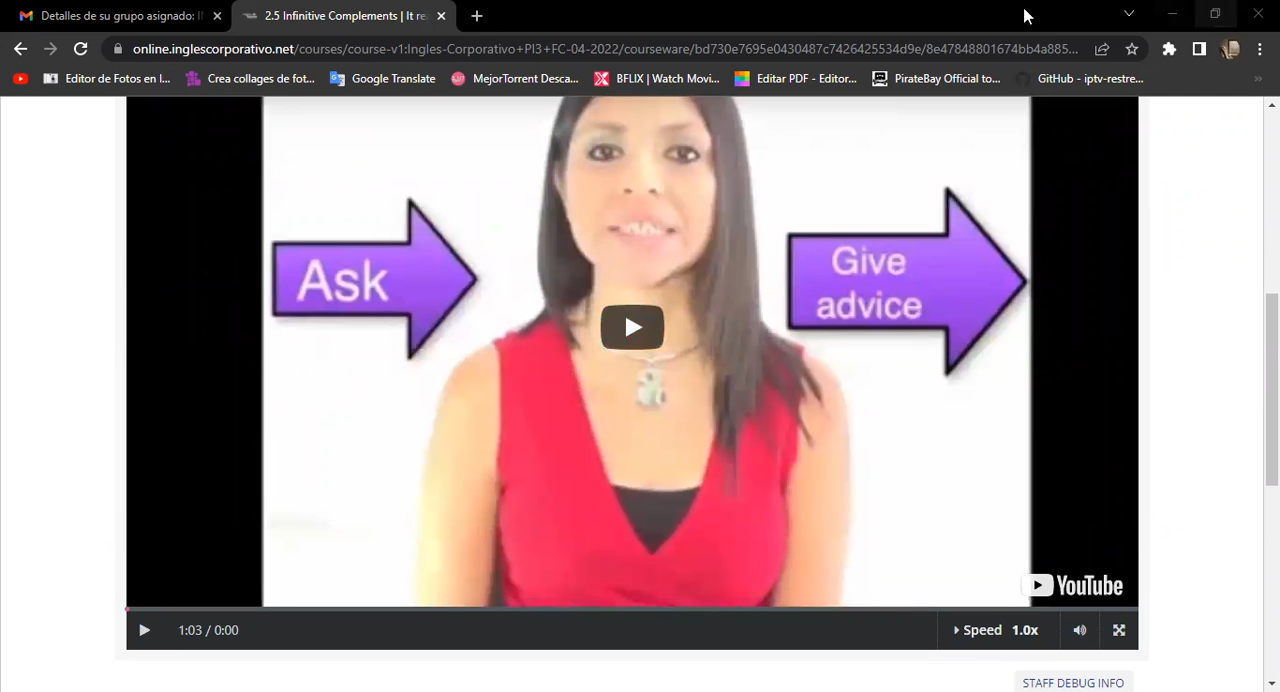 Detalles de su grupo asignado: I
2.5 Infinitive Complements | It re
online.inglescorporativo.net/courses/course-v1:Ingles-Corporativo+PI3+FC-04-2022/courseware/bd730e7695e0430487c7426425534d9e/8e47848801674bb4a885...
Editor de Fotos en l... Crea collages de fot... Google Translate MejorTorrent Desca... BFLIX | Watch Movi... Editar PDF - Editor... PirateBay Official to... GitHub - iptv-restre... »
Ask
Give
advice
YouTube
1:03 / 0:00 Speed 1.0x
STAFF DEBUG INFO